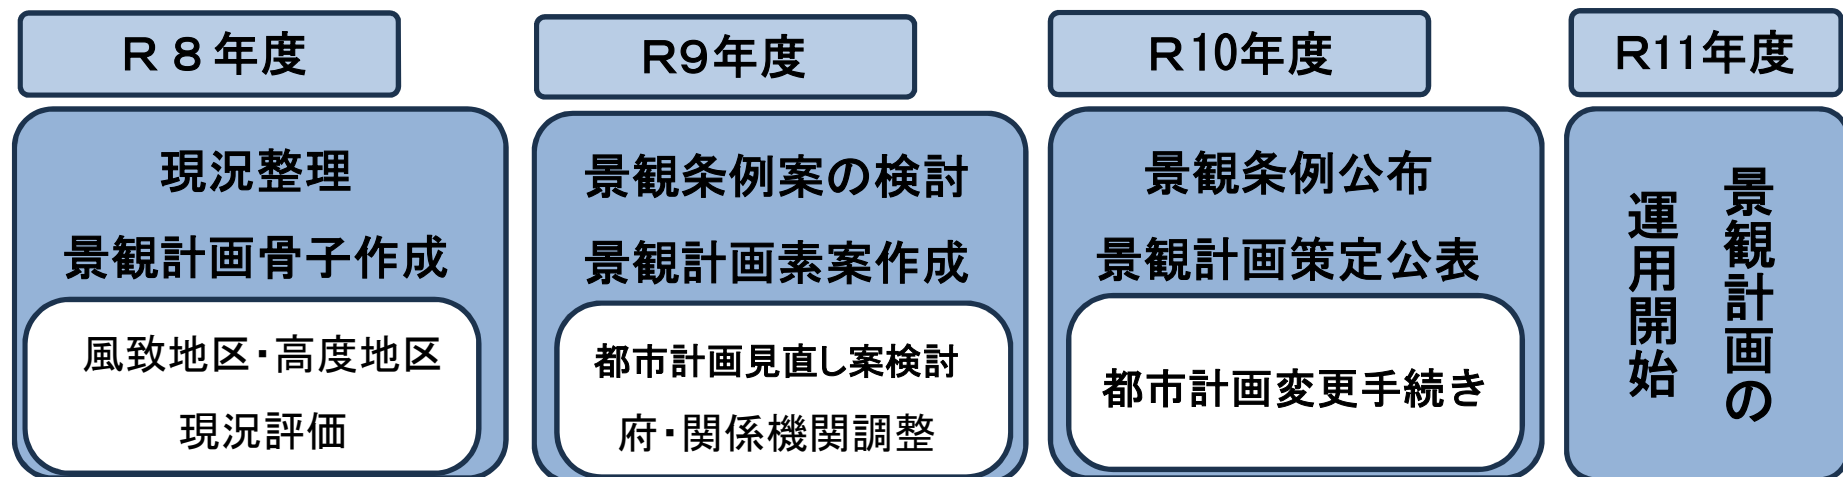 R8年度
現況整理
景観計画骨子作成
風致地区・高度地区
現況評価
R9年度
景観条例案の検討
景観計画素案作成
都市計画見直し案検討
府・関係機関調整
R10年度
景観条例公布
景観計画策定公表
都市計画変更手続き
R11年度
景観計画の
運用開始